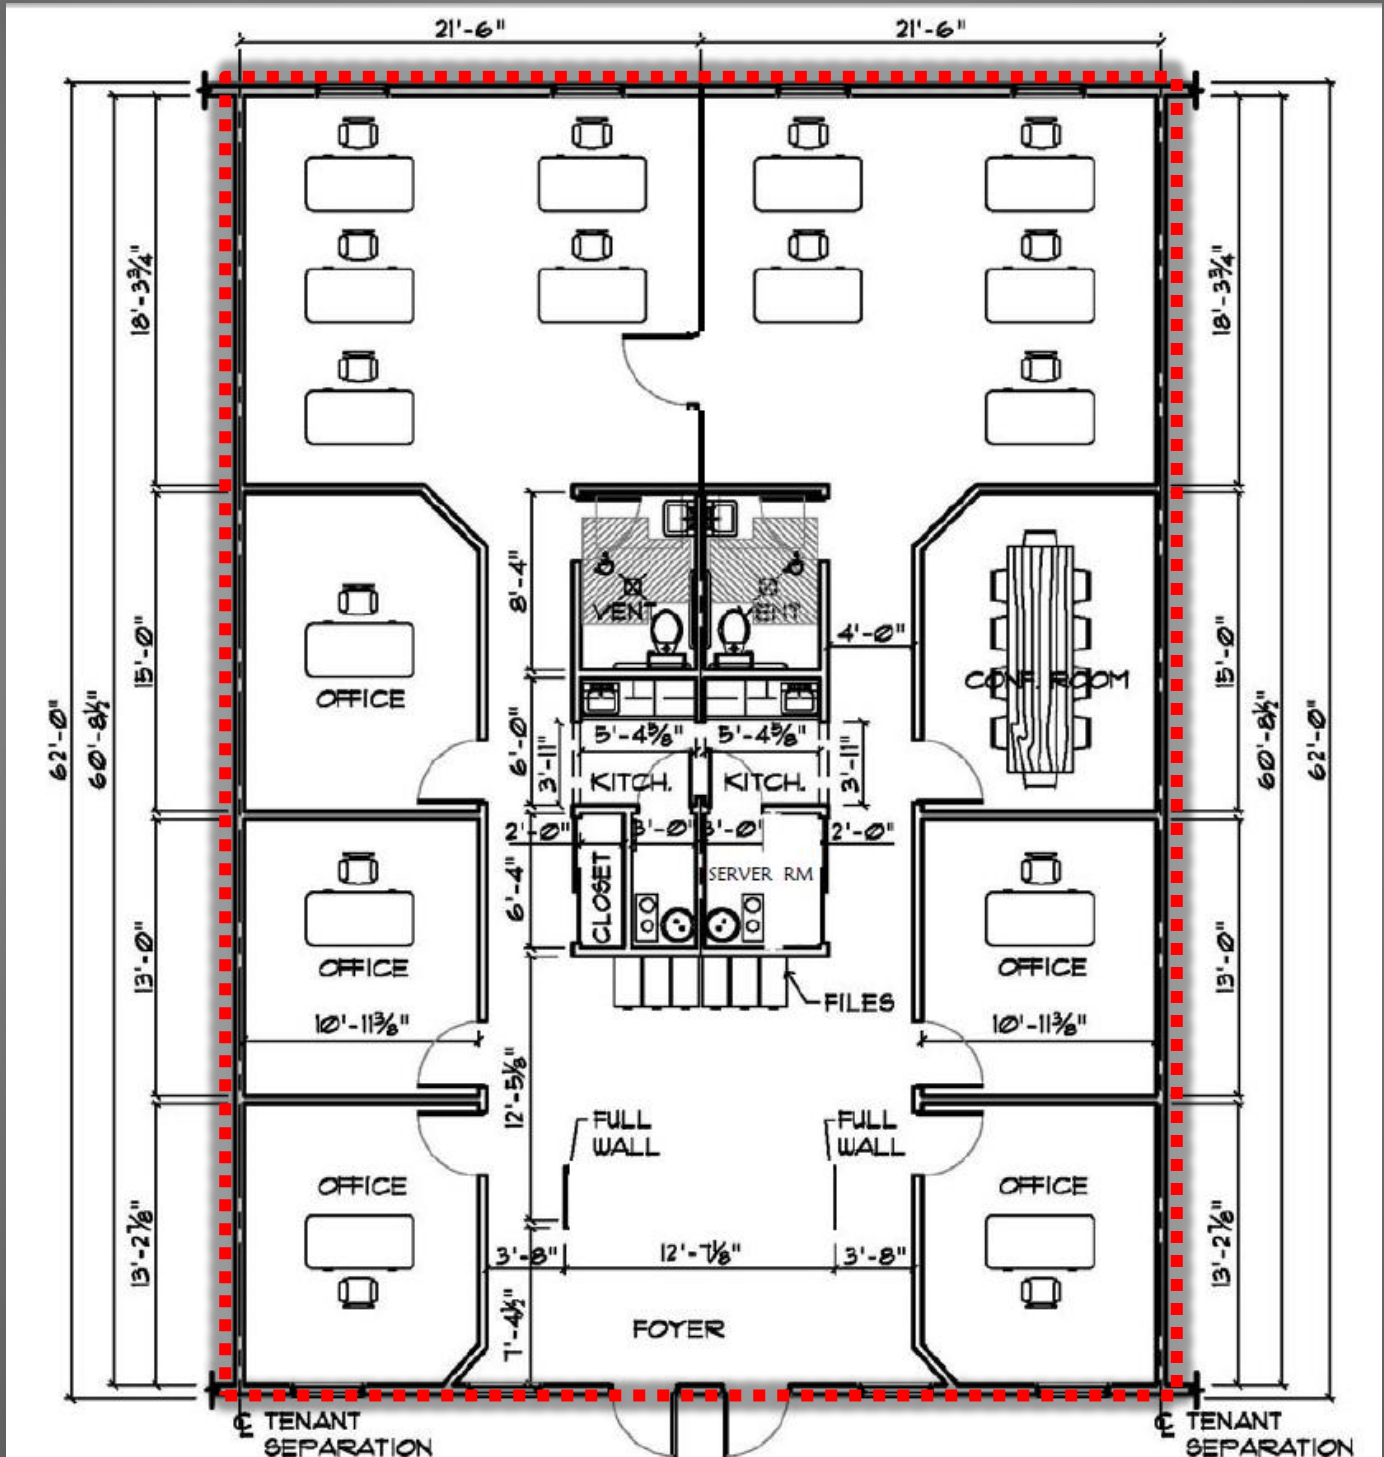 21'-6" 21'-6"
18'-3¾" 18'-3¾"
8'-4"
VENT VENT
4'-0"
15'-0" OFFICE CONF. ROOM 15'-0"
62'-0" 60'-8½" 60'-8½" 62'-0"
6'-0" 3'-11" 5'-4⅝" 5'-4⅝" 3'-11"
KITCH. KITCH.
2'-0" 3'-0" 3'-0" 2'-0"
6'-4" CLOSET SERVER RM
13'-0" OFFICE OFFICE 13'-0"
FILES
10'-11⅜" 10'-11⅜"
12'-5⅛"
FULL FULL
WALL WALL
OFFICE OFFICE
13'-2⅞" 13'-2⅞"
3'-8" 12'-7⅛" 3'-8"
7'-4½" FOYER
℄ TENANT ℄ TENANT
SEPARATION SEPARATION